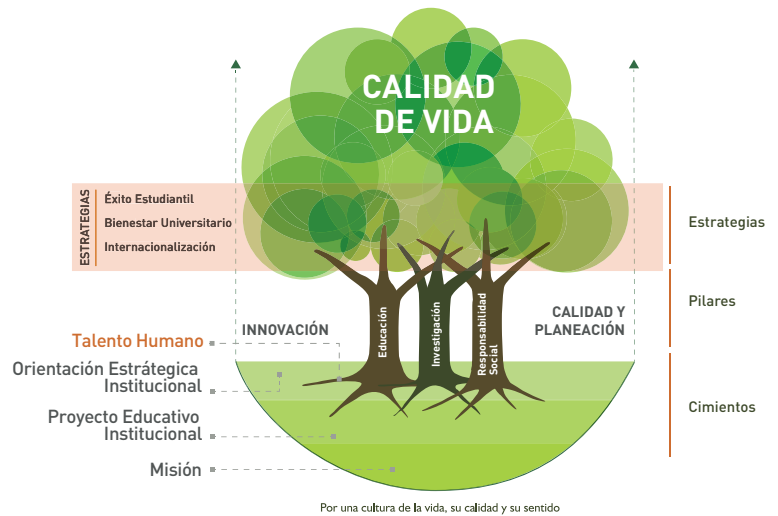 CALIDAD
DE VIDA
ESTRATEGIAS
Éxito Estudiantil
Bienestar Universitario
Internacionalización
Estrategias
Pilares
Cimientos
INNOVACIÓN
CALIDAD Y
PLANEACIÓN
Educación
Investigación
Responsabilidad
Social
Talento Humano
Orientación Estrátegica
Institucional
Proyecto Educativo
Institucional
Misión
Por una cultura de la vida, su calidad y su sentido